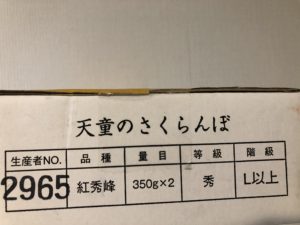 天童のさくらんぼ
生産者NO. 品種 量目 等級 階級
2965 紅秀峰 350g×2 秀 L以上